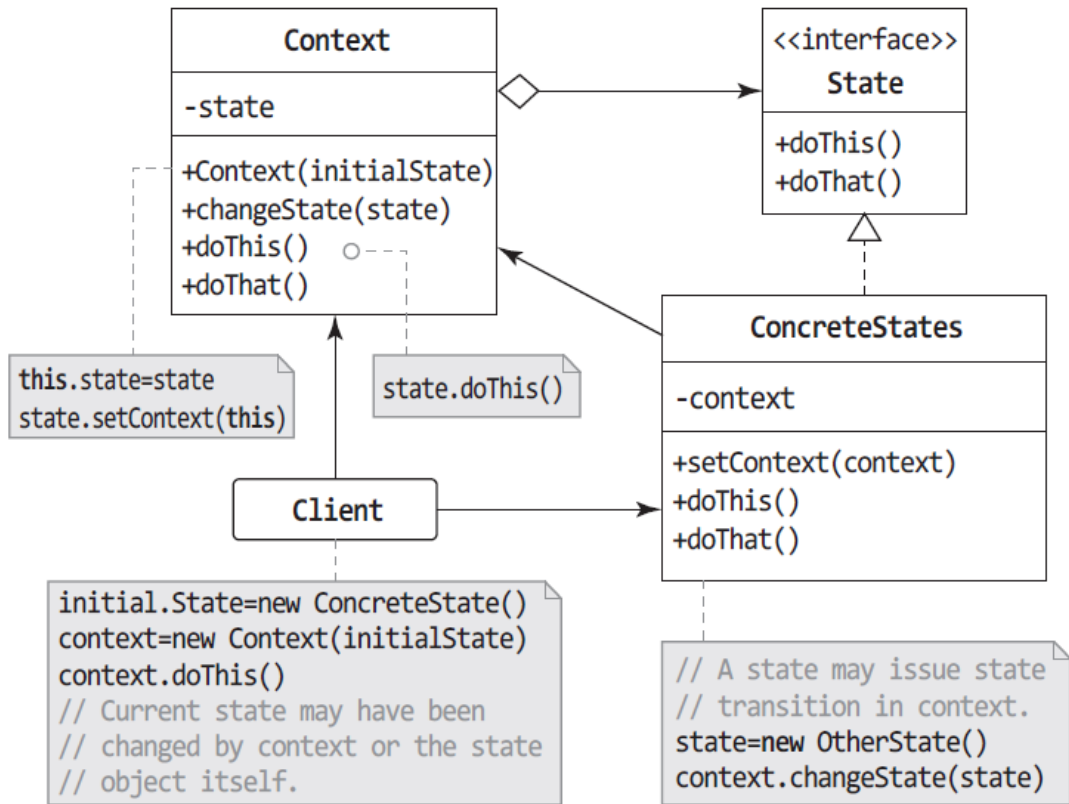 Context
-state
+Context(initialState)
+changeState(state)
+doThis()
+doThat()
<<interface>>
State
+doThis()
+doThat()
this.state=state
state.setContext(this)
state.doThis()
ConcreteStates
-context
+setContext(context)
+doThis()
+doThat()
Client
initial.State=new ConcreteState()
context=new Context(initialState)
context.doThis()
// Current state may have been
// changed by context or the state
// object itself.
// A state may issue state
// transition in context.
state=new OtherState()
context.changeState(state)